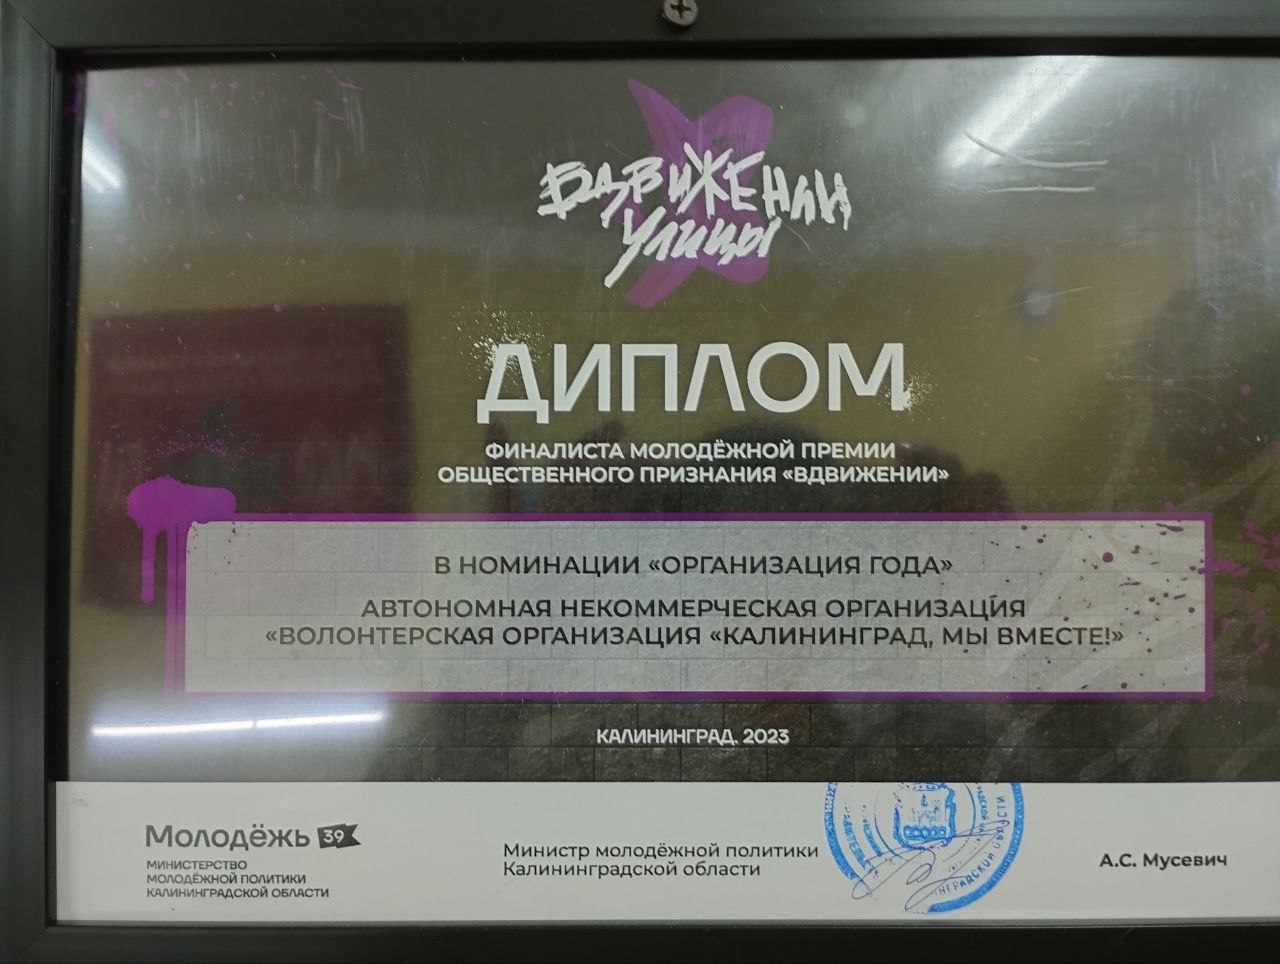 ВДВИЖЕНИИ
улицы
ДИПЛОМ
ФИНАЛИСТА МОЛОДЁЖНОЙ ПРЕМИИ
ОБЩЕСТВЕННОГО ПРИЗНАНИЯ «ВДВИЖЕНИИ»
В НОМИНАЦИИ «ОРГАНИЗАЦИЯ ГОДА»
АВТОНОМНАЯ НЕКОММЕРЧЕСКАЯ ОРГАНИЗАЦИЯ
«ВОЛОНТЕРСКАЯ ОРГАНИЗАЦИЯ «КАЛИНИНГРАД, МЫ ВМЕСТЕ!»
КАЛИНИНГРАД. 2023
Молодёжь 39
МИНИСТЕРСТВО
МОЛОДЁЖНОЙ ПОЛИТИКИ
КАЛИНИНГРАДСКОЙ ОБЛАСТИ
Министр молодёжной политики
Калининградской области
А.С. Мусевич